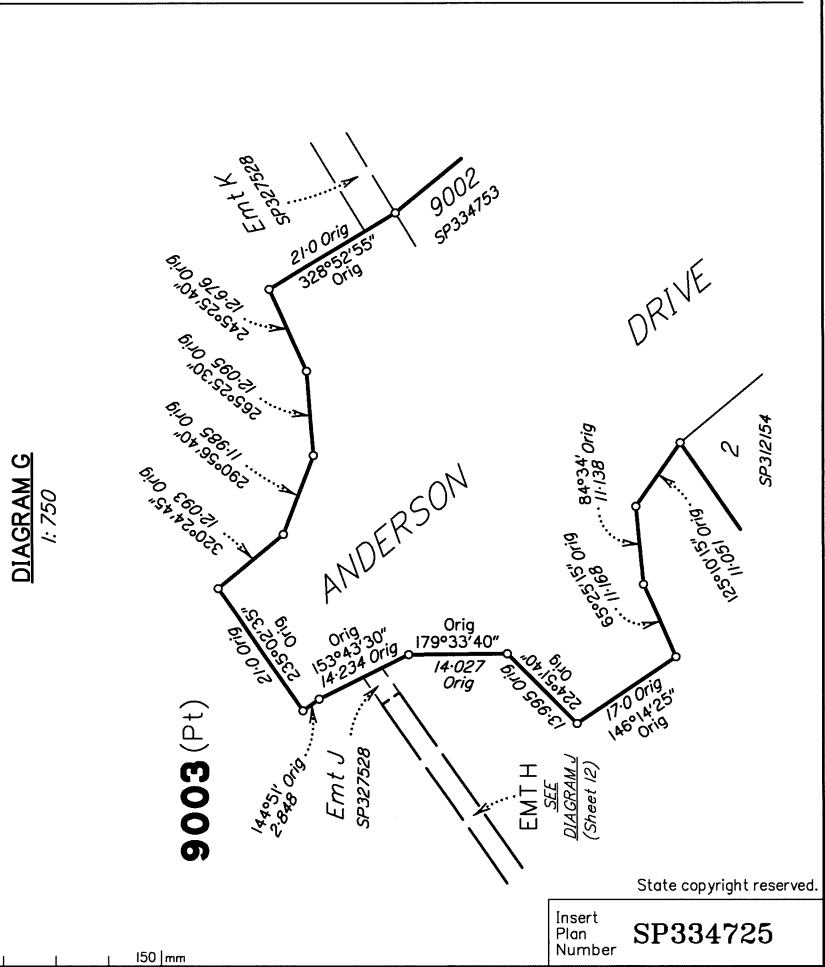 DIAGRAM G
1: 750
Emt K
SP327528
9002
SP334753
21·0 Orig
328°52'55"
Orig
245°25'40"
12·676 Orig
265°25'30"
12·095 Orig
290°56'40"
11·985 Orig
320°24'45"
12·093 Orig
21·0 Orig
235°02'35"
Orig
ANDERSON
DRIVE
Orig
153°43'30"
14·234 Orig
Orig
179°33'40"
14·027
Orig
13·995 Orig
224°51'40"
Orig
17·0 Orig
146°14'25"
Orig
65°25'15" Orig
11·168
84°34' Orig
11·138
125°10'15" Orig
11·051
2
SP312154
144°51' Orig
2·848
9003 (Pt)
Emt J
SP327528
EMT H
SEE
DIAGRAM J
(Sheet 12)
State copyright reserved.
Insert
Plan
Number
SP334725
150 mm